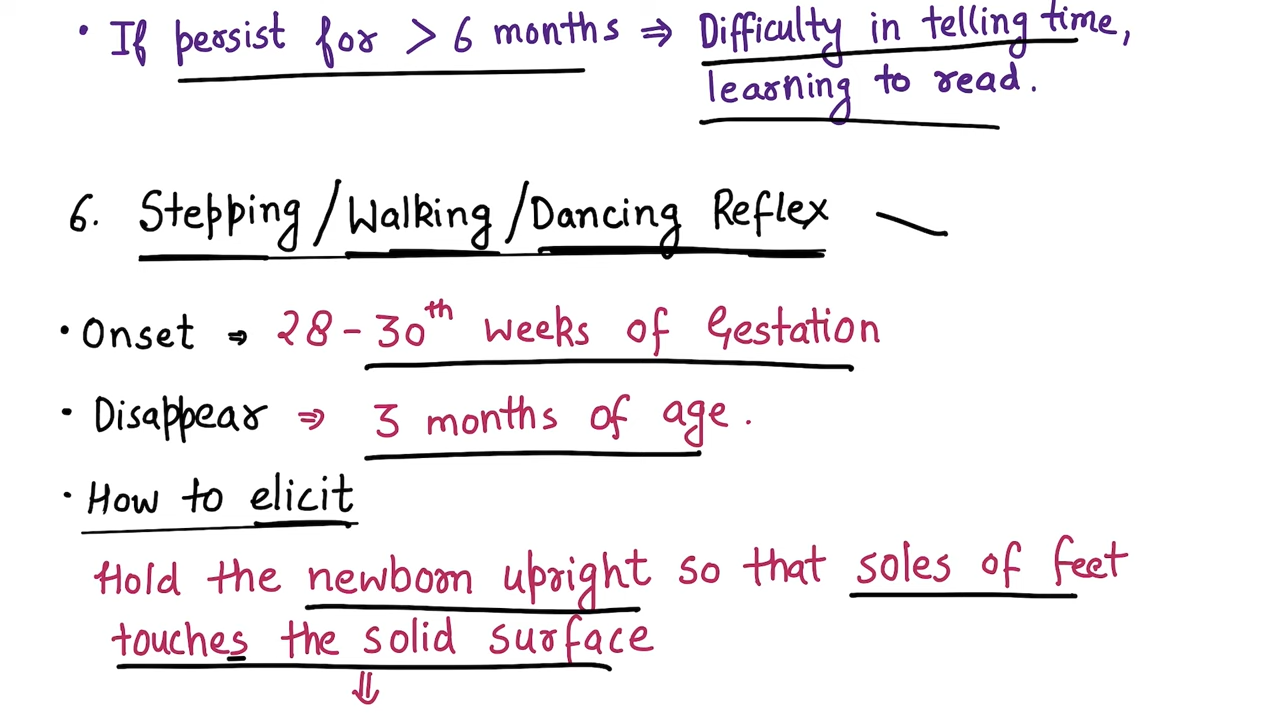 • If persist for > 6 months ⇒ Difficulty in telling time,
learning to read.
6. Stepping/Walking/Dancing Reflex
• Onset ⇒ 28-30th weeks of Gestation
• Disappear ⇒ 3 months of age.
• How to elicit
Hold the newborn upright so that soles of feet
touches the solid surface
⇓